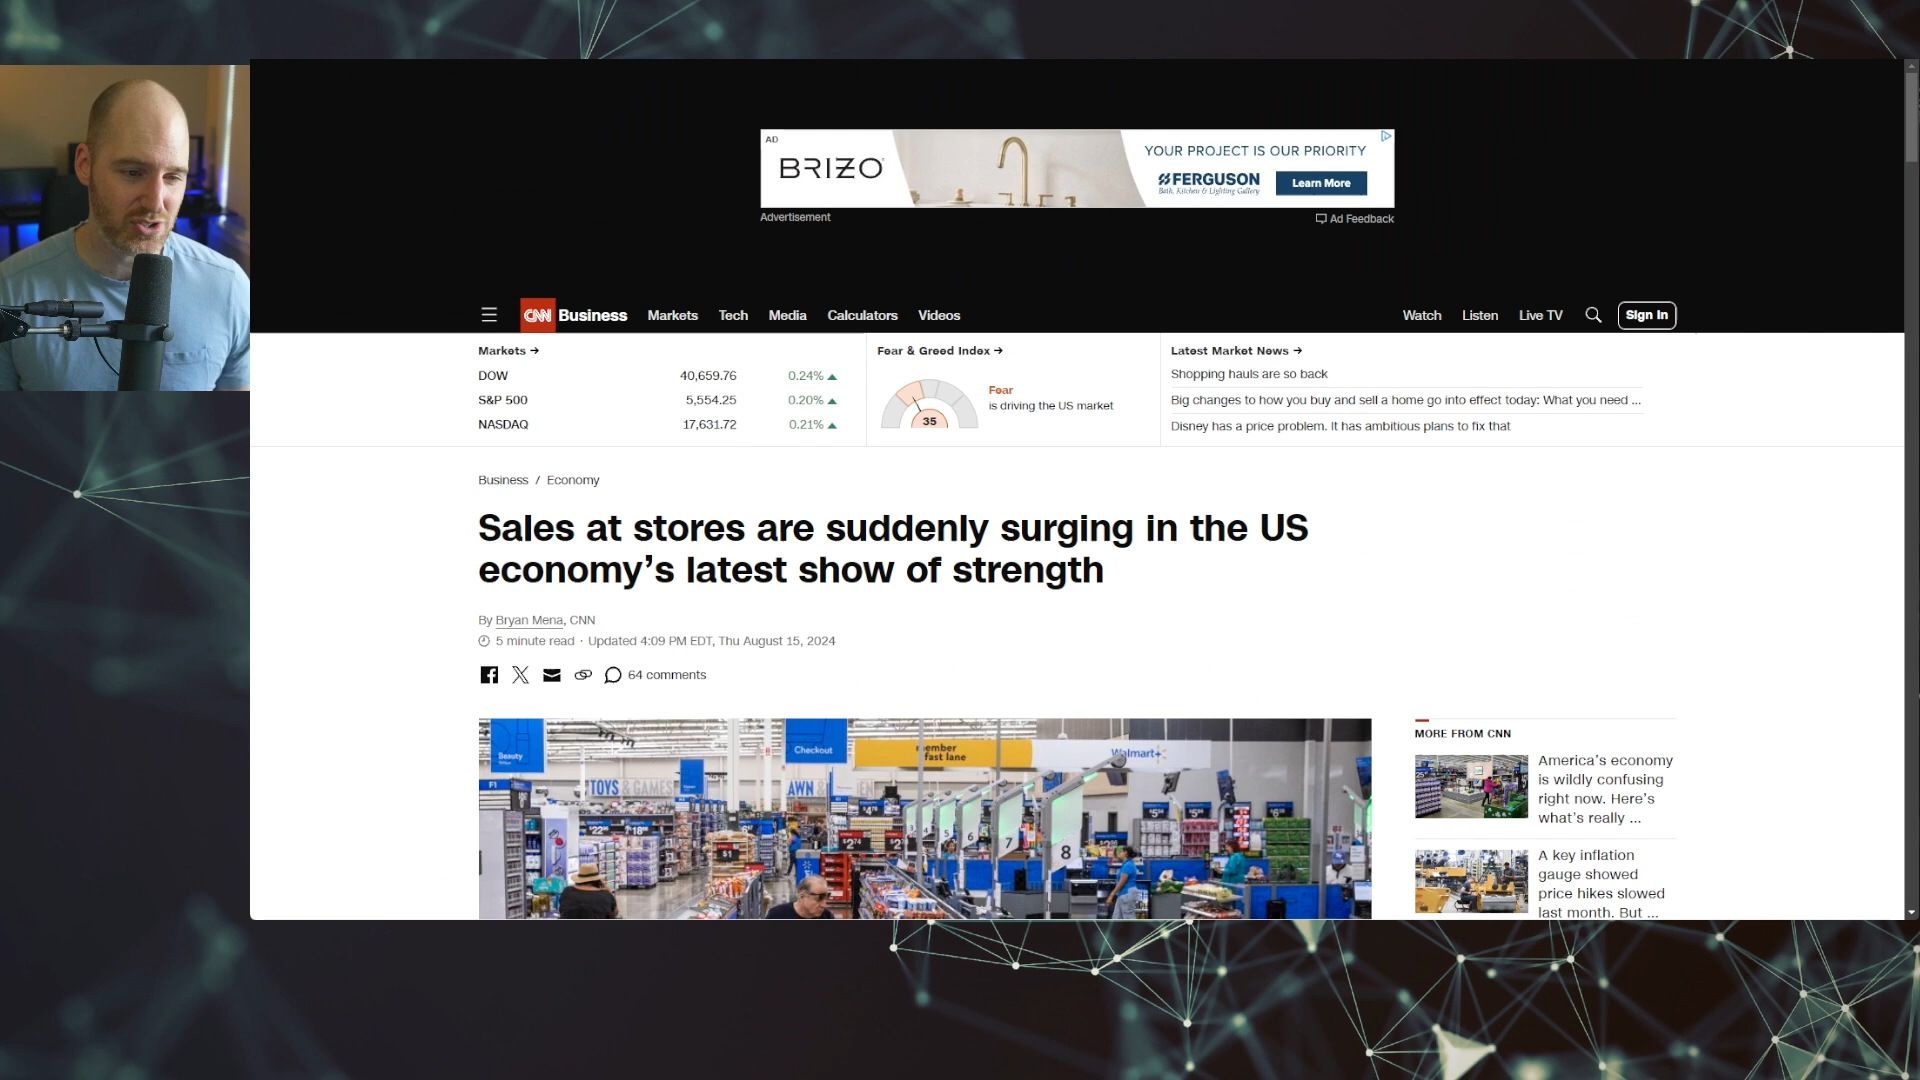 AD
BRIZO
YOUR PROJECT IS OUR PRIORITY
FERGUSON
Bath, Kitchen & Lighting Gallery
Learn More
Advertisement
Ad Feedback
CNN Business Markets Tech Media Calculators Videos
Watch Listen Live TV Sign In
Markets →
DOW 40,659.76 0.24%
S&P 500 5,554.25 0.20%
NASDAQ 17,631.72 0.21%
Fear & Greed Index →
Fear
is driving the US market
35
Latest Market News →
Shopping hauls are so back
Big changes to how you buy and sell a home go into effect today: What you need ...
Disney has a price problem. It has ambitious plans to fix that
Business / Economy
Sales at stores are suddenly surging in the US
economy’s latest show of strength
By Bryan Mena, CNN
5 minute read · Updated 4:09 PM EDT, Thu August 15, 2024
64 comments
Beauty
Checkout
member
fast lane
Walmart+
TOYS & GAMES
F1
6
7
8
MORE FROM CNN
America’s economy
is wildly confusing
right now. Here’s
what’s really ...
A key inflation
gauge showed
price hikes slowed
last month. But ...